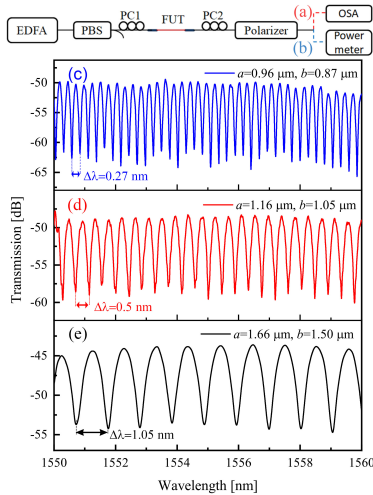 PC1 PC2 (a) OSA
EDFA PBS FUT Polarizer
(b) Power meter
(c) a=0.96 μm, b=0.87 μm
-50
-55
-60
-65
Δλ=0.27 nm
(d) a=1.16 μm, b=1.05 μm
-50
-55
-60
Δλ=0.5 nm
(e) a=1.66 μm, b=1.50 μm
-45
-50
-55
Δλ=1.05 nm
Transmission [dB]
1550 1552 1554 1556 1558 1560
Wavelength [nm]